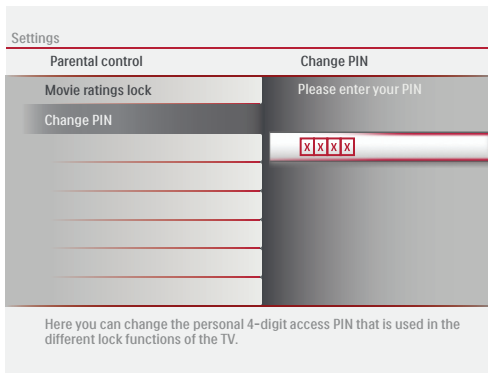 Settings
Parental control
Change PIN
Movie ratings lock
Please enter your PIN
Change PIN
X X X X
Here you can change the personal 4-digit access PIN that is used in the
different lock functions of the TV.